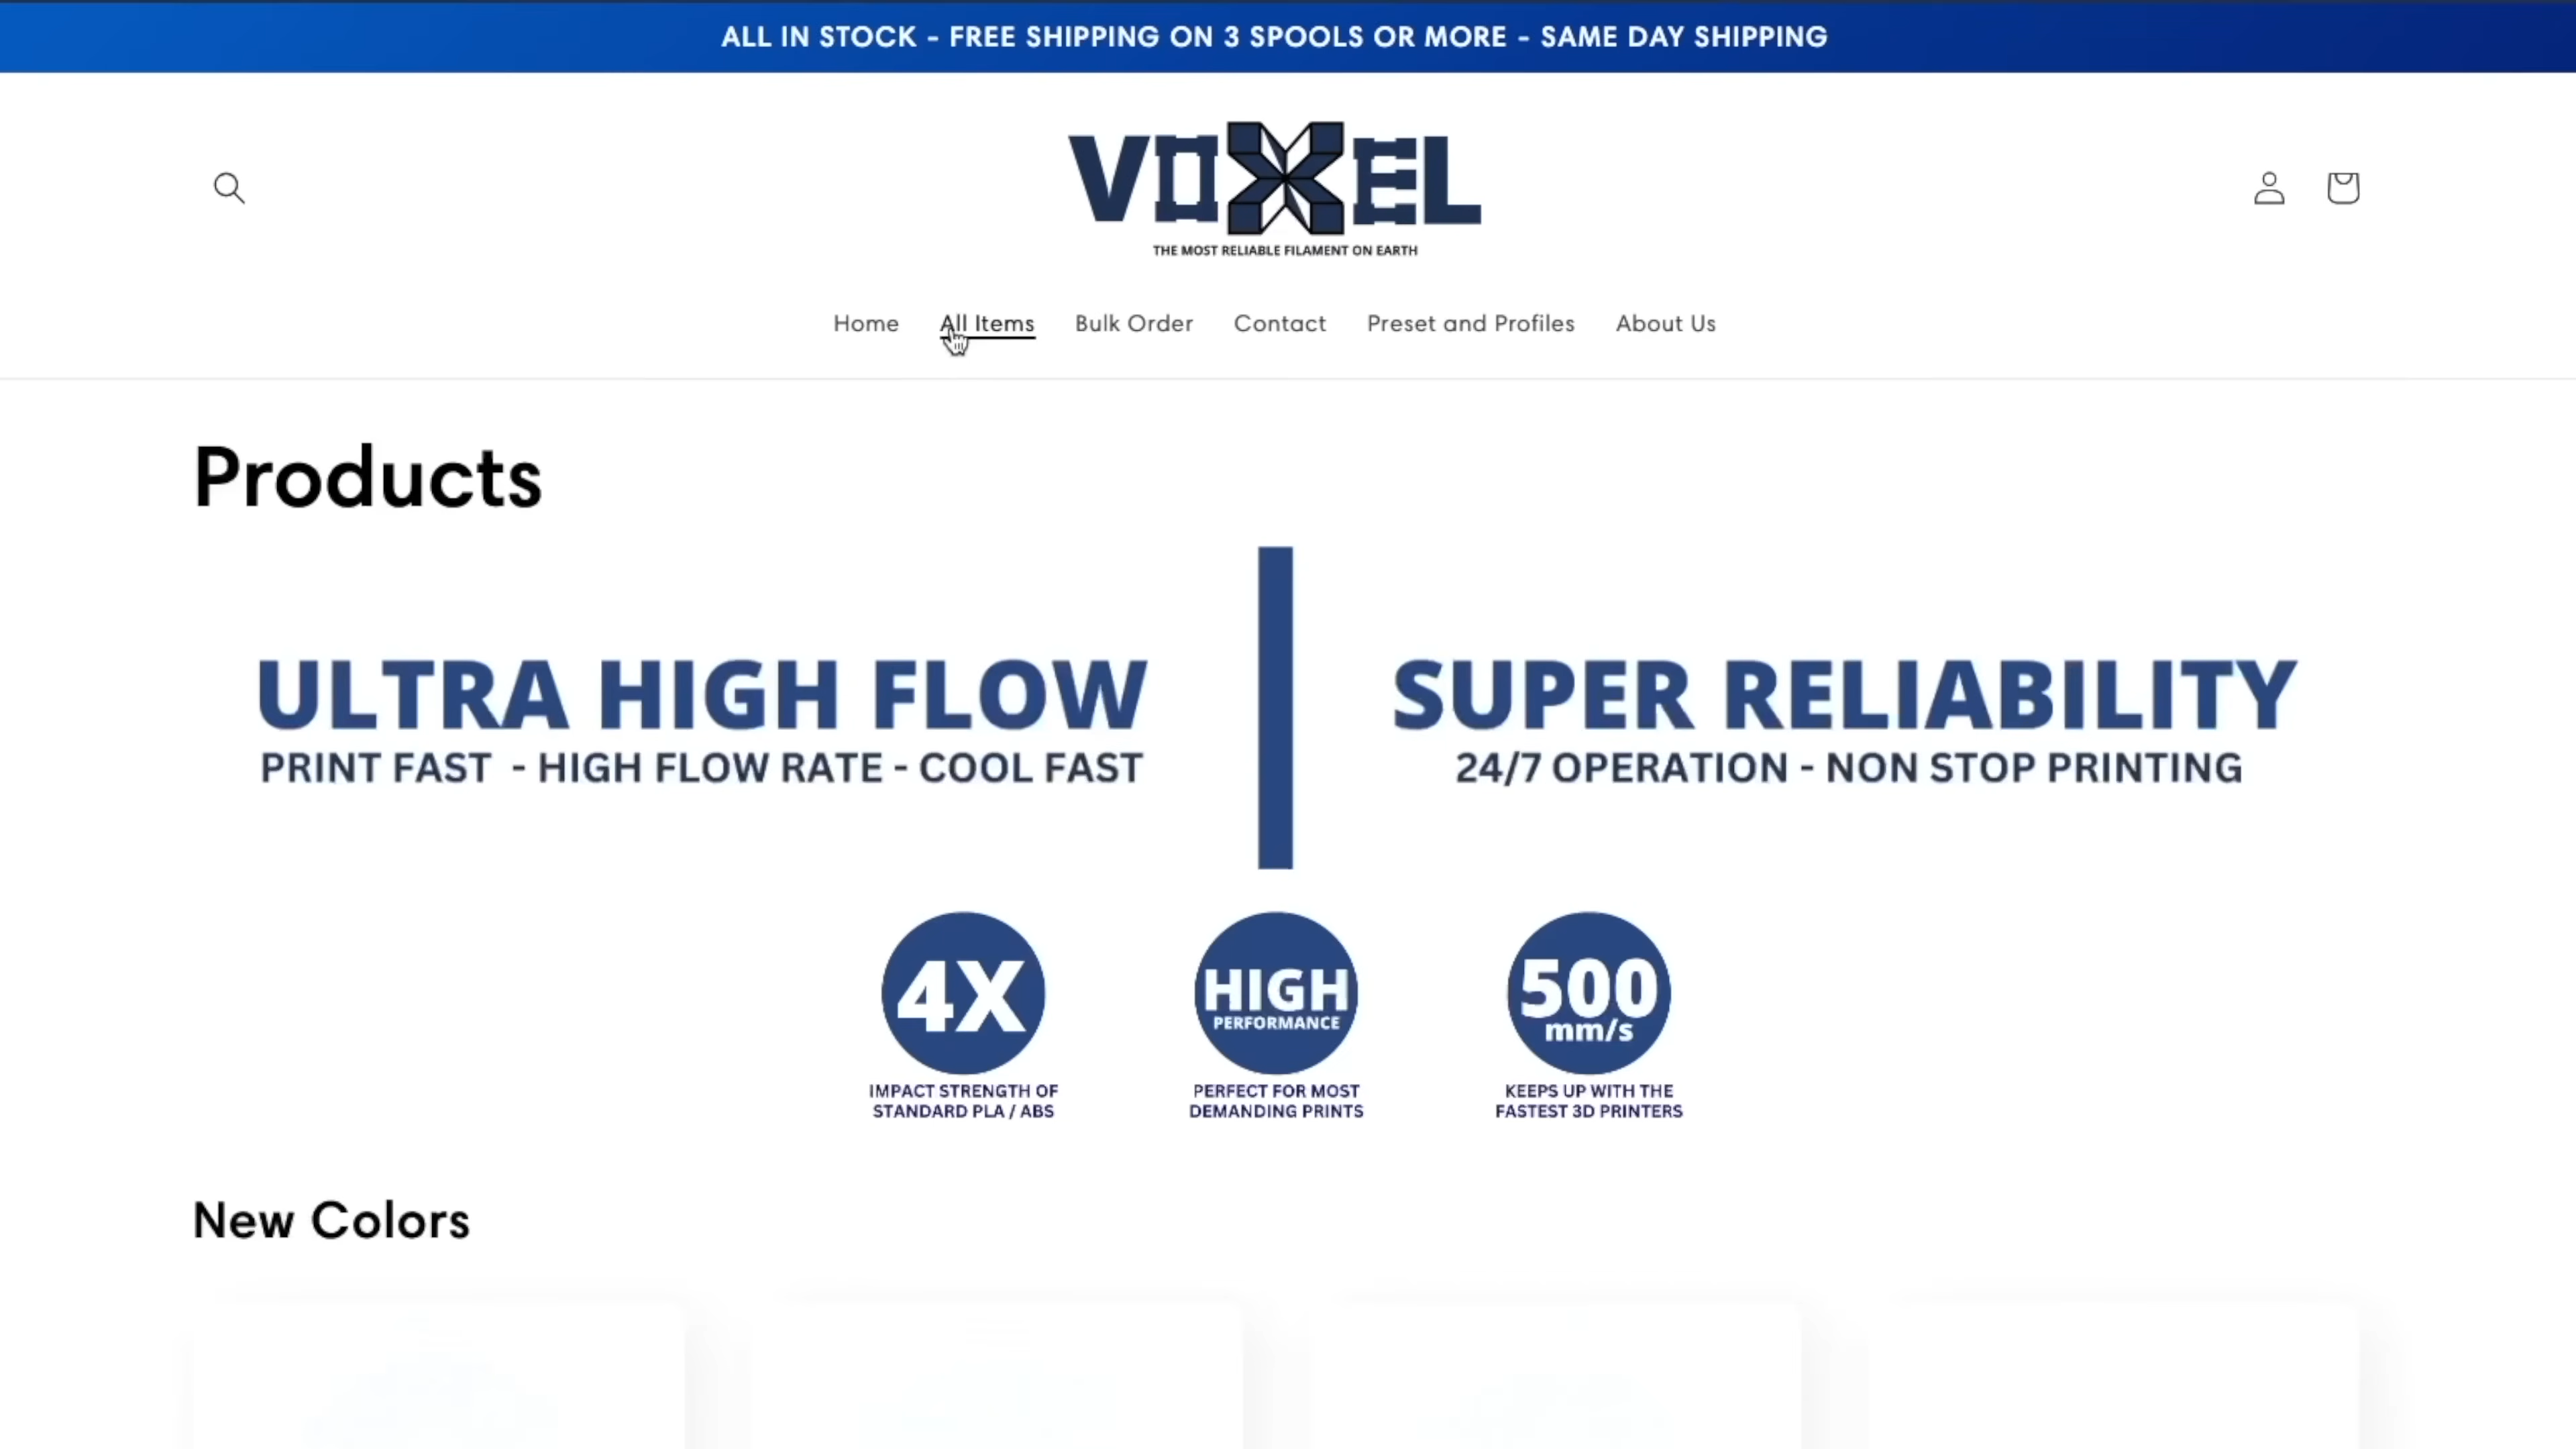 ALL IN STOCK - FREE SHIPPING ON 3 SPOOLS OR MORE - SAME DAY SHIPPING
VOXEL
THE MOST RELIABLE FILAMENT ON EARTH
Home All Items Bulk Order Contact Preset and Profiles About Us
Products
ULTRA HIGH FLOW
PRINT FAST - HIGH FLOW RATE - COOL FAST
SUPER RELIABILITY
24/7 OPERATION - NON STOP PRINTING
4X
IMPACT STRENGTH OF
STANDARD PLA / ABS
HIGH
PERFORMANCE
PERFECT FOR MOST
DEMANDING PRINTS
500
mm/s
KEEPS UP WITH THE
FASTEST 3D PRINTERS
New Colors